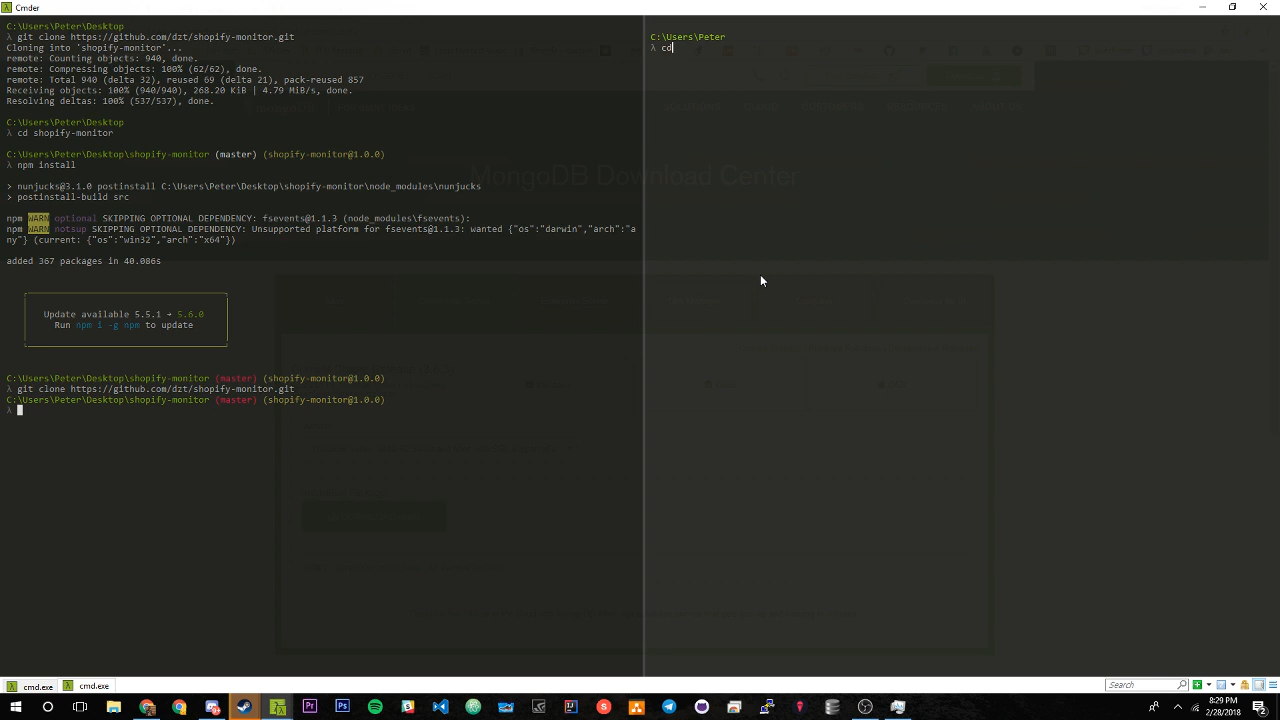 Cmder
C:\Users\Peter\Desktop
λ git clone https://github.com/dzt/shopify-monitor.git
Cloning into 'shopify-monitor'...
remote: Counting objects: 940, done.
remote: Compressing objects: 100% (62/62), done.
remote: Total 940 (delta 32), reused 69 (delta 21), pack-reused 857
Receiving objects: 100% (940/940), 268.20 KiB | 4.79 MiB/s, done.
Resolving deltas: 100% (537/537), done.
C:\Users\Peter\Desktop
λ cd shopify-monitor
C:\Users\Peter\Desktop\shopify-monitor (master) (shopify-monitor@1.0.0)
λ npm install
> nunjucks@3.1.0 postinstall C:\Users\Peter\Desktop\shopify-monitor\node_modules\nunjucks
> postinstall-build src
npm WARN optional SKIPPING OPTIONAL DEPENDENCY: fsevents@1.1.3 (node_modules\fsevents):
npm WARN notsup SKIPPING OPTIONAL DEPENDENCY: Unsupported platform for fsevents@1.1.3: wanted {"os":"darwin","arch":"a
ny"} (current: {"os":"win32","arch":"x64"})
added 367 packages in 40.086s
Update available 5.5.1 → 5.6.0
Run npm i -g npm to update
C:\Users\Peter\Desktop\shopify-monitor (master) (shopify-monitor@1.0.0)
λ git clone https://github.com/dzt/shopify-monitor.git
C:\Users\Peter\Desktop\shopify-monitor (master) (shopify-monitor@1.0.0)
λ
C:\Users\Peter
λ cd
MongoDB Download Center
cmd.exe
cmd.exe
Search
8:29 PM
2/28/2018